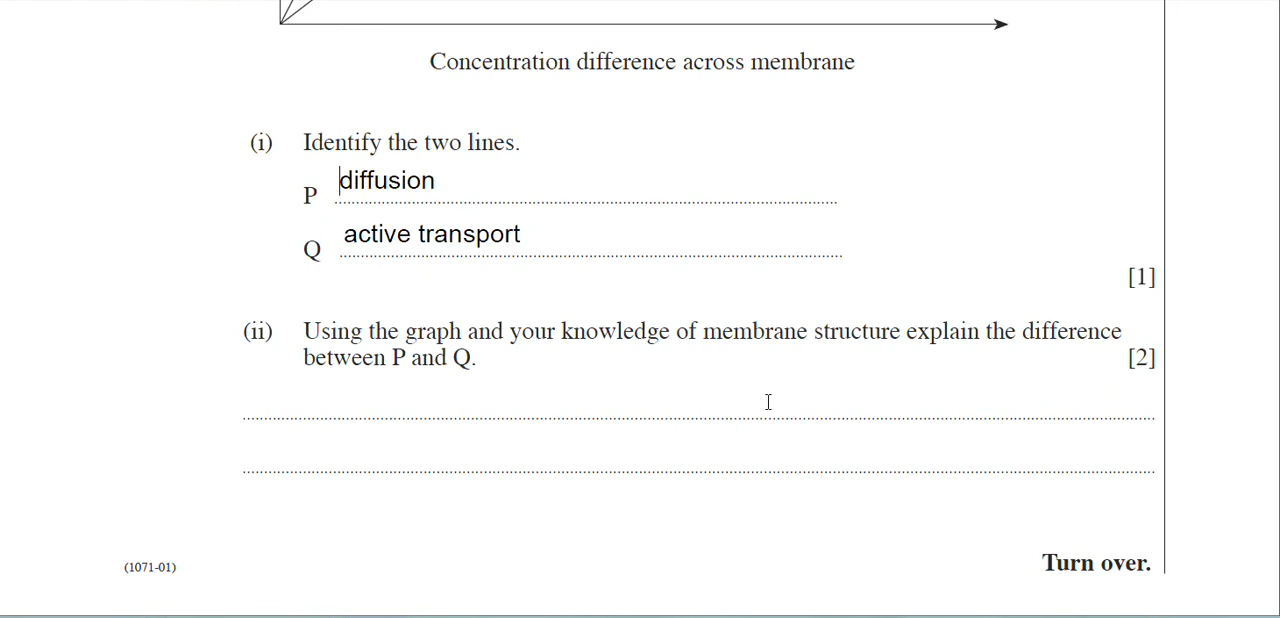 Concentration difference across membrane
(i) Identify the two lines.
P diffusion
Q active transport
[1]
(ii) Using the graph and your knowledge of membrane structure explain the difference
between P and Q. [2]
(1071-01) Turn over.